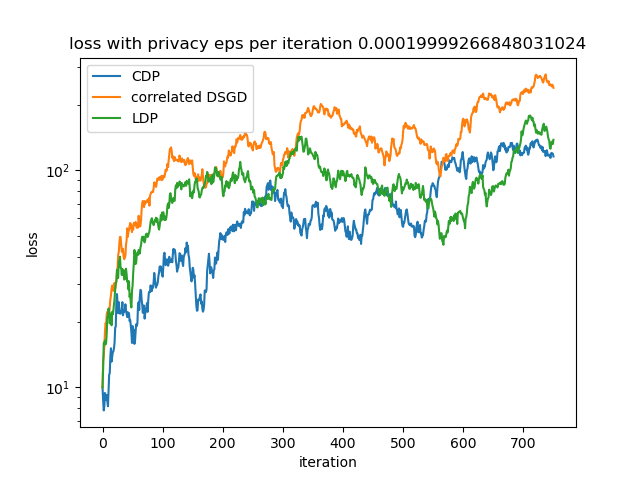 loss with privacy eps per iteration 0.00019999266848031024
CDP
correlated DSGD
LDP
10²
10¹
loss
0 100 200 300 400 500 600 700
iteration